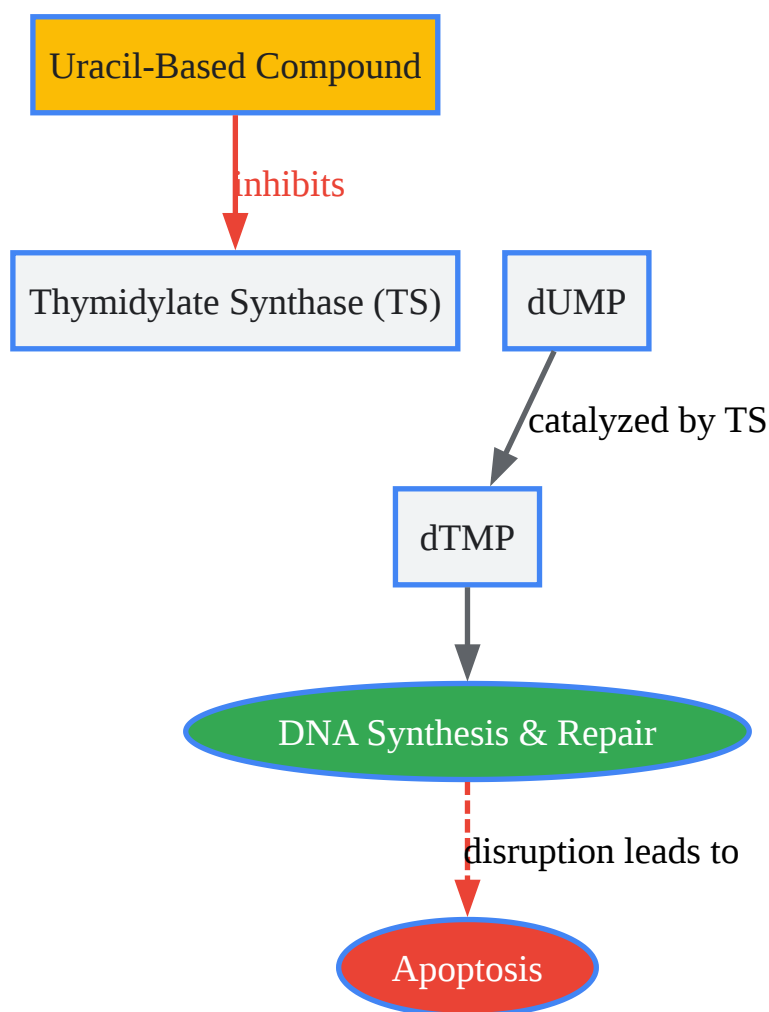 Uracil-Based Compound
inhibits
Thymidylate Synthase (TS)
dUMP
catalyzed by TS
dTMP
DNA Synthesis & Repair
disruption leads to
Apoptosis